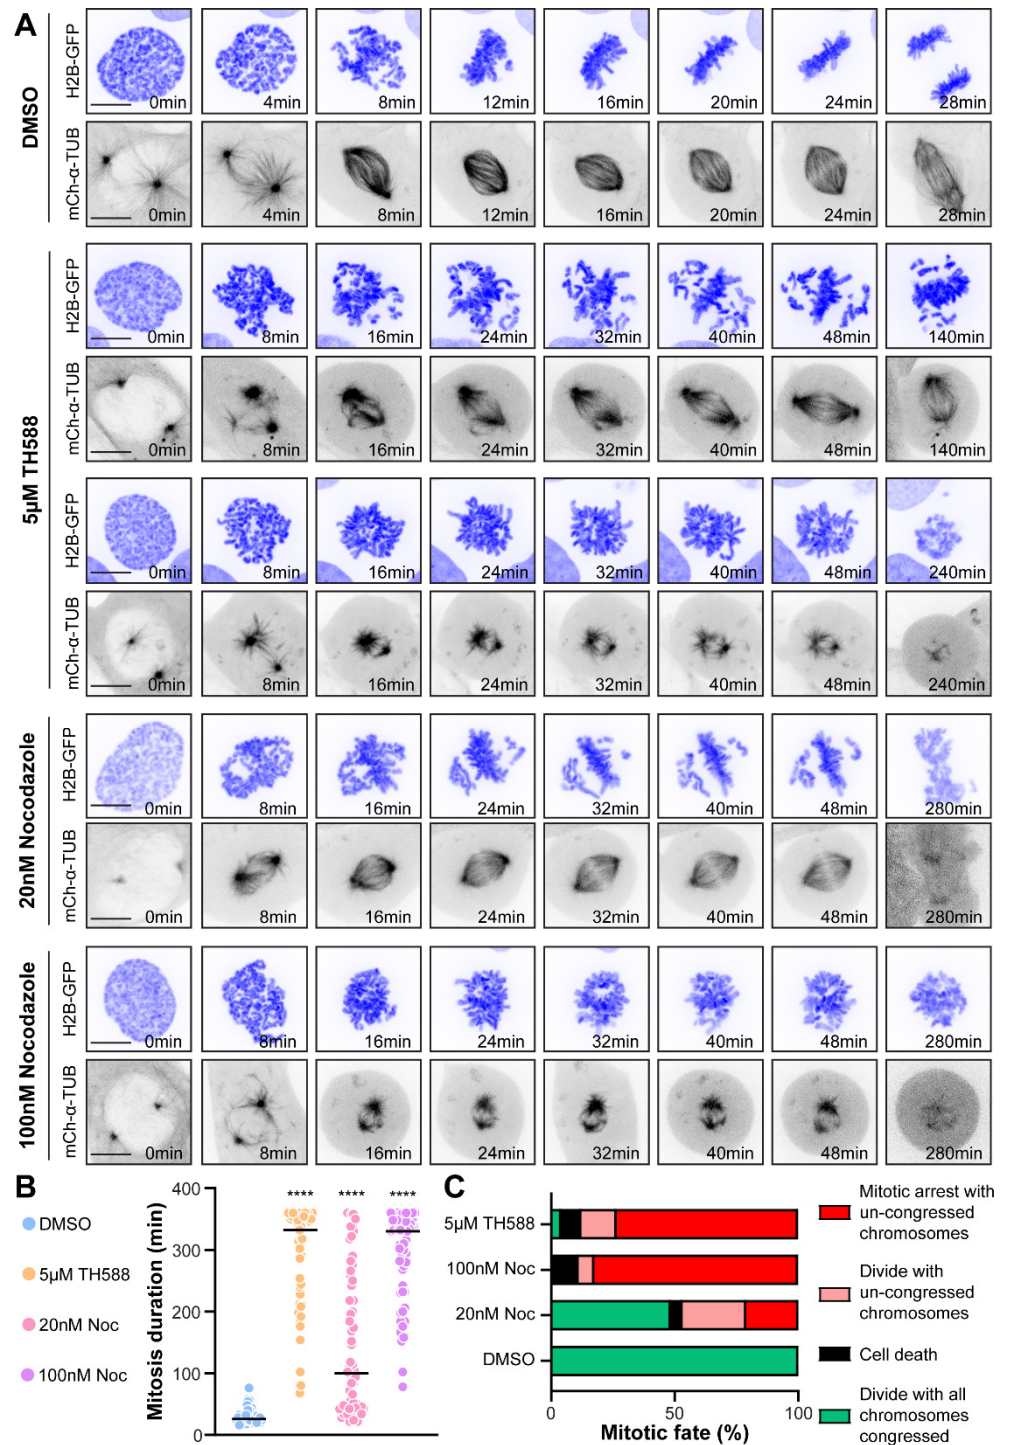 A
DMSO
H2B-GFP
0min 4min 8min 12min 16min 20min 24min 28min
mCh-α-TUB
0min 4min 8min 12min 16min 20min 24min 28min
5µM TH588
H2B-GFP
0min 8min 16min 24min 32min 40min 48min 140min
mCh-α-TUB
0min 8min 16min 24min 32min 40min 48min 140min
H2B-GFP
0min 8min 16min 24min 32min 40min 48min 240min
mCh-α-TUB
0min 8min 16min 24min 32min 40min 48min 240min
20nM Nocodazole
H2B-GFP
0min 8min 16min 24min 32min 40min 48min 280min
mCh-α-TUB
0min 8min 16min 24min 32min 40min 48min 280min
100nM Nocodazole
H2B-GFP
0min 8min 16min 24min 32min 40min 48min 280min
mCh-α-TUB
0min 8min 16min 24min 32min 40min 48min 280min
B
DMSO
5µM TH588
20nM Noc
100nM Noc
Mitosis duration (min)
400
300
200
100
0
**** **** ****
C
5µM TH588
100nM Noc
20nM Noc
DMSO
0 50 100
Mitotic fate (%)
Mitotic arrest with
un-congressed
chromosomes
Divide with
un-congressed
chromosomes
Cell death
Divide with all
chromosomes
congressed